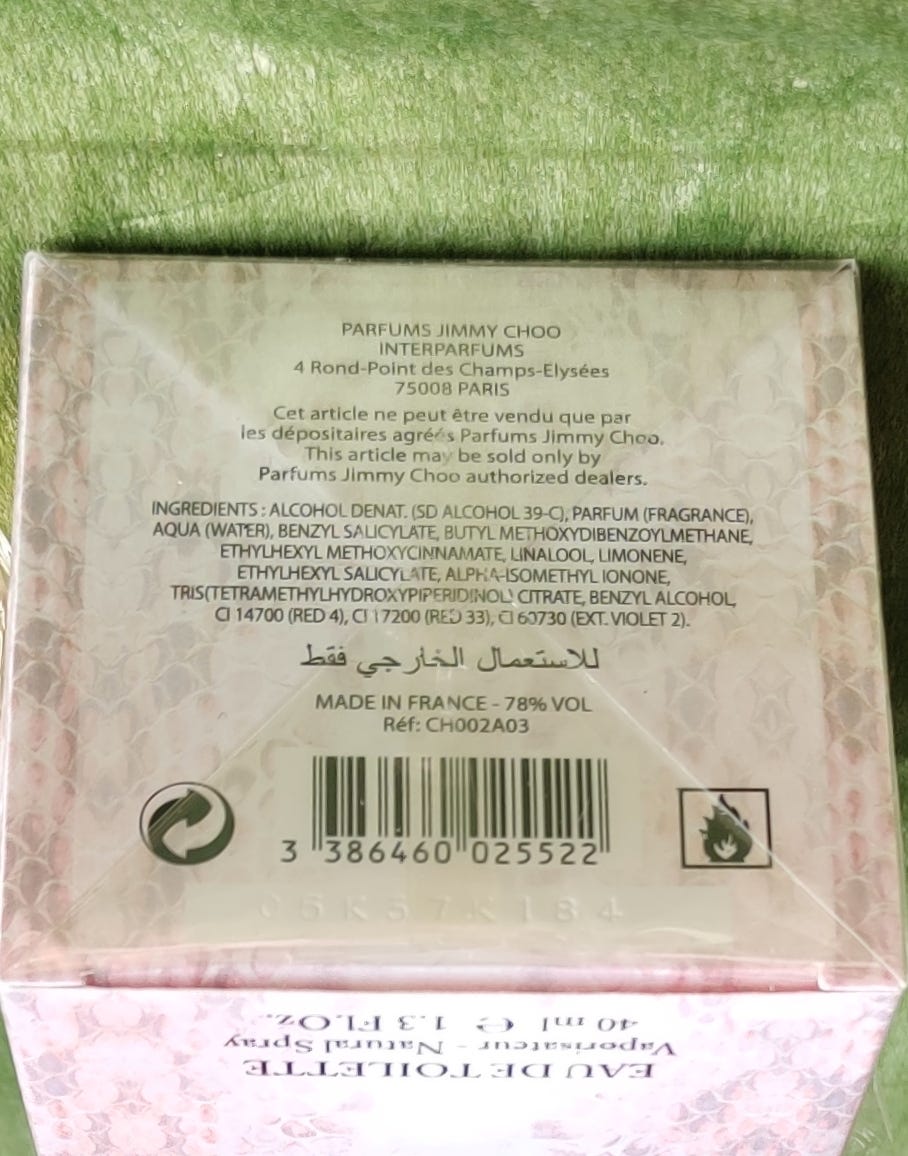 PARFUMS JIMMY CHOO
INTERPARFUMS
4 Rond-Point des Champs-Elysées
75008 PARIS
Cet article ne peut être vendu que par
les dépositaires agréés Parfums Jimmy Choo.
This article may be sold only by
Parfums Jimmy Choo authorized dealers.
INGREDIENTS : ALCOHOL DENAT. (SD ALCOHOL 39-C), PARFUM (FRAGRANCE),
AQUA (WATER), BENZYL SALICYLATE, BUTYL METHOXYDIBENZOYLMETHANE,
ETHYLHEXYL METHOXYCINNAMATE, LINALOOL, LIMONENE,
ETHYLHEXYL SALICYLATE, ALPHA-ISOMETHYL IONONE,
TRIS(TETRAMETHYLHYDROXYPIPERIDINOL) CITRATE, BENZYL ALCOHOL,
CI 14700 (RED 4), CI 17200 (RED 33), CI 60730 (EXT. VIOLET 2).
للاستعمال الخارجي فقط
MADE IN FRANCE - 78% VOL
Réf: CH002A03
3 386460 025522
EAU DE TOILETTE
Vaporisateur - Natural Spray
40 ml e 1.3 Fl.Oz.